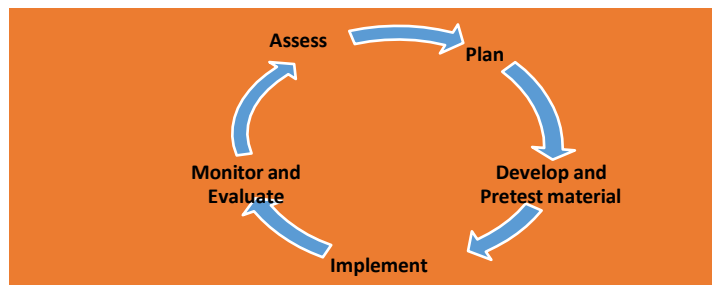 Assess
Plan
Develop and
Pretest material
Implement
Monitor and
Evaluate